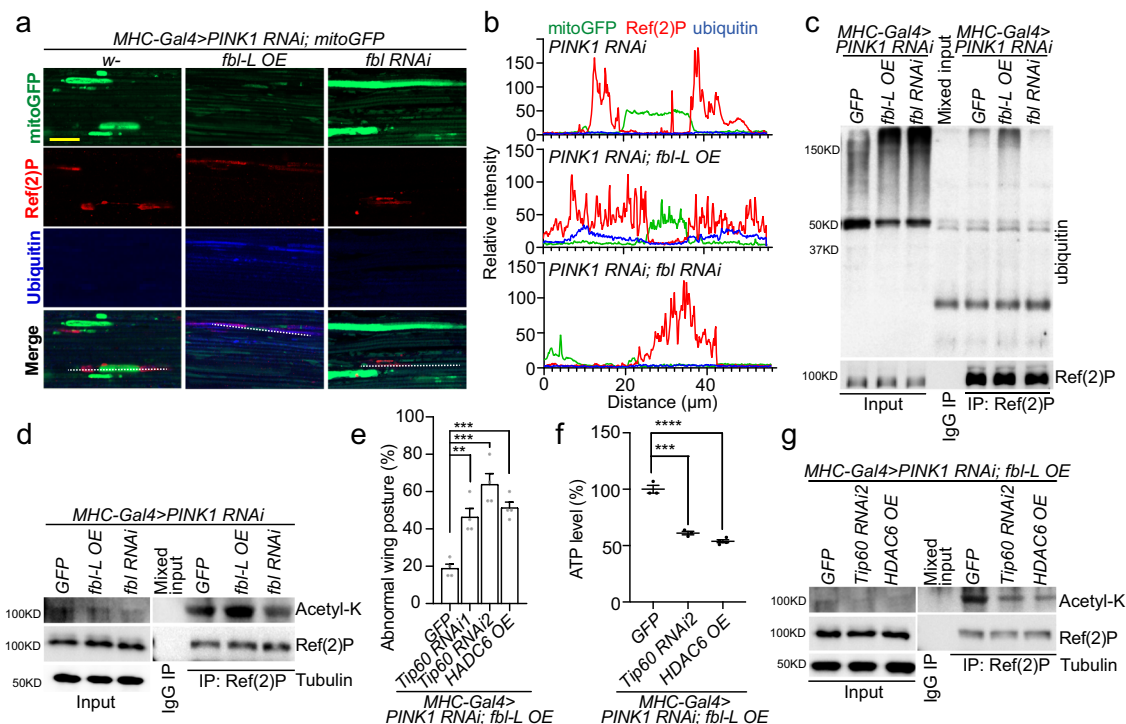 a
MHC-Gal4>PINK1 RNAi; mitoGFP
w- fbl-L OE fbl RNAi
mitoGFP
Ref(2)P
Ubiquitin
Merge
b
mitoGFP Ref(2)P ubiquitin
PINK1 RNAi
200
150
100
50
0
PINK1 RNAi; fbl-L OE
150
100
50
0
PINK1 RNAi; fbl RNAi
150
100
50
0
0 20 40
Relative intensity
Distance (μm)
c
MHC-Gal4>
PINK1 RNAi
MHC-Gal4>
PINK1 RNAi
GFP fbl-L OE fbl RNAi Mixed input GFP fbl-L OE fbl RNAi
150KD
50KD
37KD
ubiquitin
100KD
Ref(2)P
Input IgG IP IP: Ref(2)P
d
MHC-Gal4>PINK1 RNAi
GFP fbl-L OE fbl RNAi Mixed input GFP fbl-L OE fbl RNAi
100KD Acetyl-K
100KD Ref(2)P
50KD Tubulin
Input IgG IP IP: Ref(2)P
e
Abnormal wing posture (%)
100
80
60
40
20
0
***
***
**
GFP
Tip60 RNAi1
Tip60 RNAi2
HADC6 OE
MHC-Gal4>
PINK1 RNAi; fbl-L OE
f
ATP level (%)
150
100
50
0
****
***
GFP
Tip60 RNAi2
HDAC6 OE
MHC-Gal4>
PINK1 RNAi; fbl-L OE
g
MHC-Gal4>PINK1 RNAi; fbl-L OE
GFP Tip60 RNAi2 HDAC6 OE Mixed input GFP Tip60 RNAi2 HDAC6 OE
100KD Acetyl-K
100KD Ref(2)P
50KD Tubulin
Input IgG IP IP: Ref(2)P